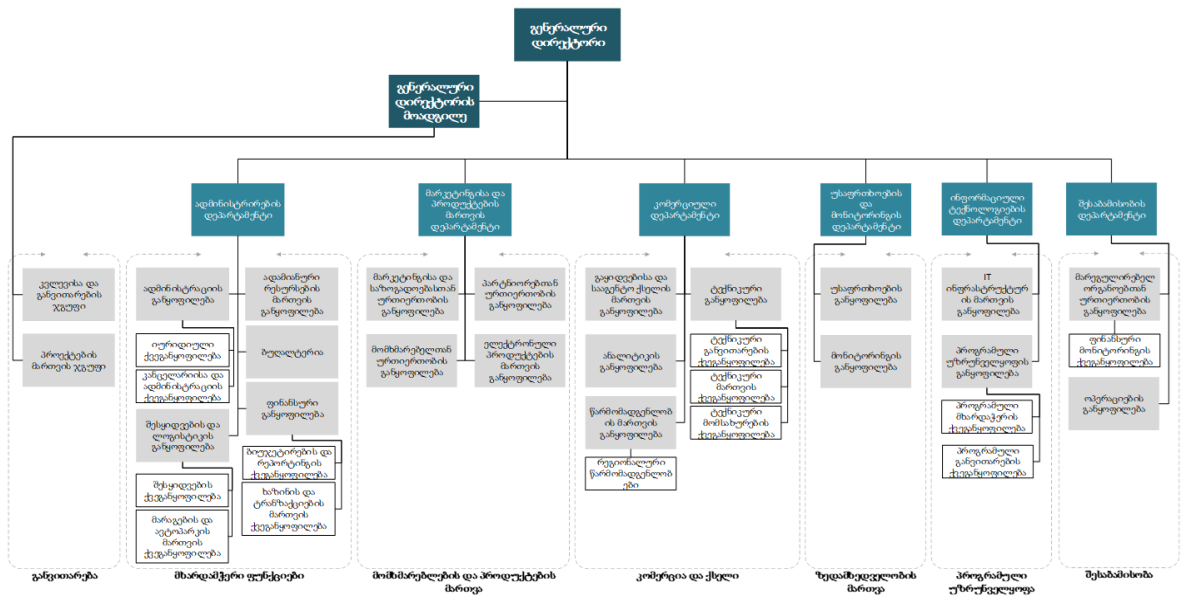 გენერალური
დირექტორი
გენერალური
დირექტორის
მოადგილე
ადმინისტრირების
დეპარტამენტი
მარკეტინგისა და
პროდუქტების
მართვის
დეპარტამენტი
კომერციული
დეპარტამენტი
უსაფრთხოების
და
მონიტორინგის
დეპარტამენტი
ინფორმაციული
ტექნოლოგიების
დეპარტამენტი
შესაბამისობის
დეპარტამენტი
კვლევისა და
განვითარების
ჯგუფი
პროექტების
მართვის ჯგუფი
ადმინისტრაციის
განყოფილება
იურიდიული
ქვეგანყოფილება
კანცელარიისა და
ადმინისტრაციის
ქვეგანყოფილება
შესყიდვების და
ლოგისტიკის
განყოფილება
შესყიდვების
ქვეგანყოფილება
მარაგების და
ავტოპარკის
მართვის
ქვეგანყოფილება
ადამიანური
რესურსების
მართვის
განყოფილება
ბუღალტერია
ფინანსური
განყოფილება
ბიუჯეტირების და
რეპორტინგის
ქვეგანყოფილება
ხაზინის და
ტრანზაქციების
მართვის
ქვეგანყოფილება
მარკეტინგისა და
საზოგადოებასთან
ურთიერთობის
განყოფილება
მომხმარებელთან
ურთიერთობის
განყოფილება
პარტნიორებთან
ურთიერთობის
განყოფილება
ელექტრონული
პროდუქტების
მართვის
განყოფილება
გაყიდვებისა და
სააგენტო ქსელის
მართვის
განყოფილება
ანალიტიკის
განყოფილება
წარმომადგენლობ
ის მართვის
განყოფილება
რეგიონალური
წარმომადგენლობ
ები
ტექნიკური
განყოფილება
ტექნიკური
განვითარების
ქვეგანყოფილება
ტექნიკური
მართვის
ქვეგანყოფილება
ტექნიკური
მომსახურების
ქვეგანყოფილება
უსაფრთხოების
განყოფილება
მონიტორინგის
განყოფილება
IT
ინფრასტრუქტურ
ის მართვის
განყოფილება
პროგრამული
უზრუნველყოფის
განყოფილება
პროგრამული
მხარდაჭერის
ქვეგანყოფილება
პროგრამული
განვითარების
ქვეგანყოფილება
მარეგულირებელ
ორგანოებთან
ურთიერთობის
განყოფილება
ფინანსური
მონიტორინგის
ქვეგანყოფილება
ოპერაციების
განყოფილება
განვითარება
მხარდამჭერი ფუნქციები
მომხმარებლების და პროდუქტების
მართვა
კომერცია და ქსელი
ზედამხედველობის
მართვა
პროგრამული
უზრუნველყოფა
შესაბამისობა